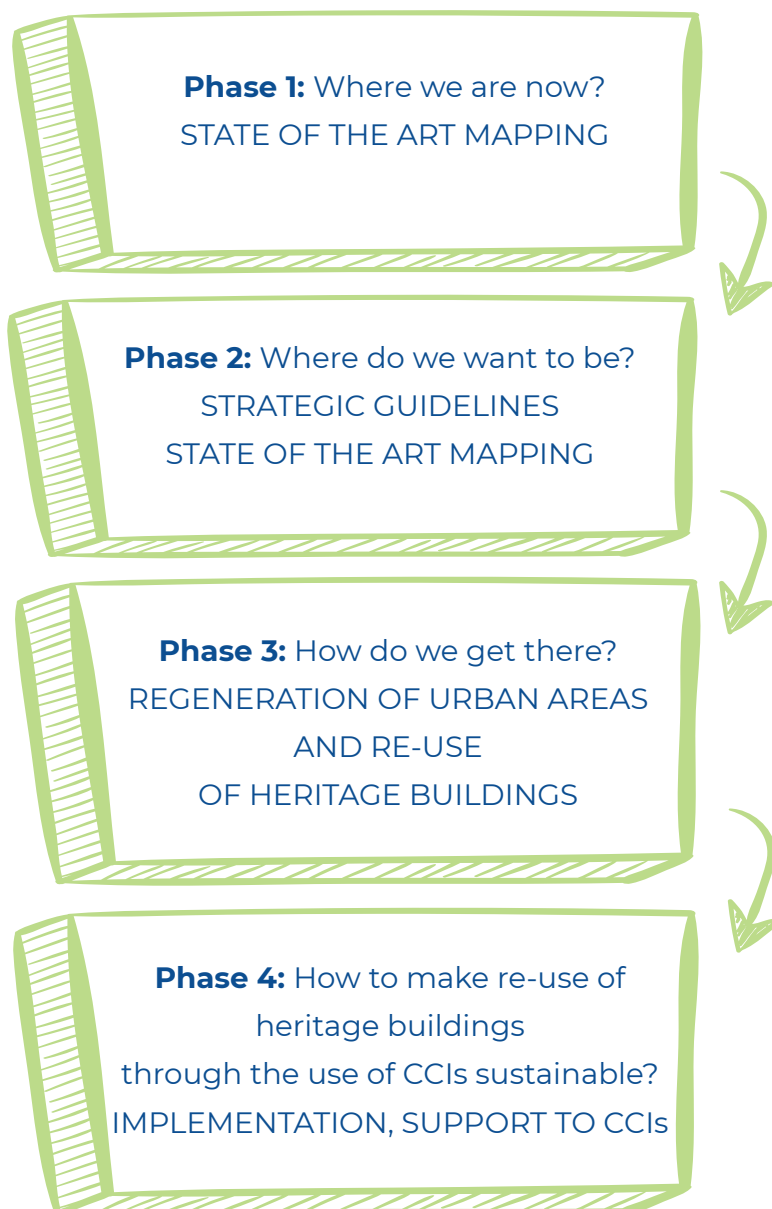 Phase 1: Where we are now?
STATE OF THE ART MAPPING
Phase 2: Where do we want to be?
STRATEGIC GUIDELINES
STATE OF THE ART MAPPING
Phase 3: How do we get there?
REGENERATION OF URBAN AREAS
AND RE-USE
OF HERITAGE BUILDINGS
Phase 4: How to make re-use of
heritage buildings
through the use of CCIs sustainable?
IMPLEMENTATION, SUPPORT TO CCIs